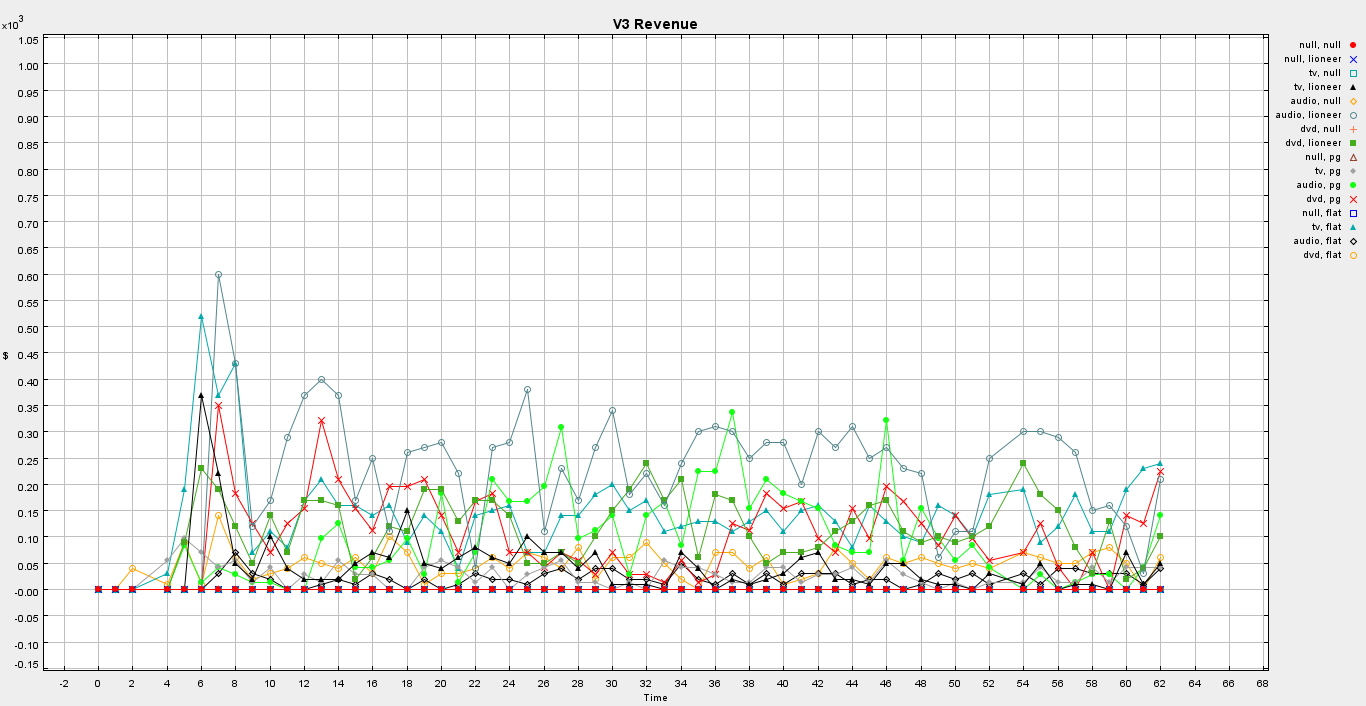 V3 Revenue
×10³
1.05
1.00
0.95
0.90
0.85
0.80
0.75
0.70
0.65
0.60
0.55
0.50
$ 0.45
0.40
0.35
0.30
0.25
0.20
0.15
0.10
0.05
-0.00
-0.05
-0.10
-0.15
-2 0 2 4 6 8 10 12 14 16 18 20 22 24 26 28 30 32 34 36 38 40 42 44 46 48 50 52 54 56 58 60 62 64 66 68
Time
null, null
null, lioneer
tv, null
tv, lioneer
audio, null
audio, lioneer
dvd, null
dvd, lioneer
null, pg
tv, pg
audio, pg
dvd, pg
null, flat
tv, flat
audio, flat
dvd, flat